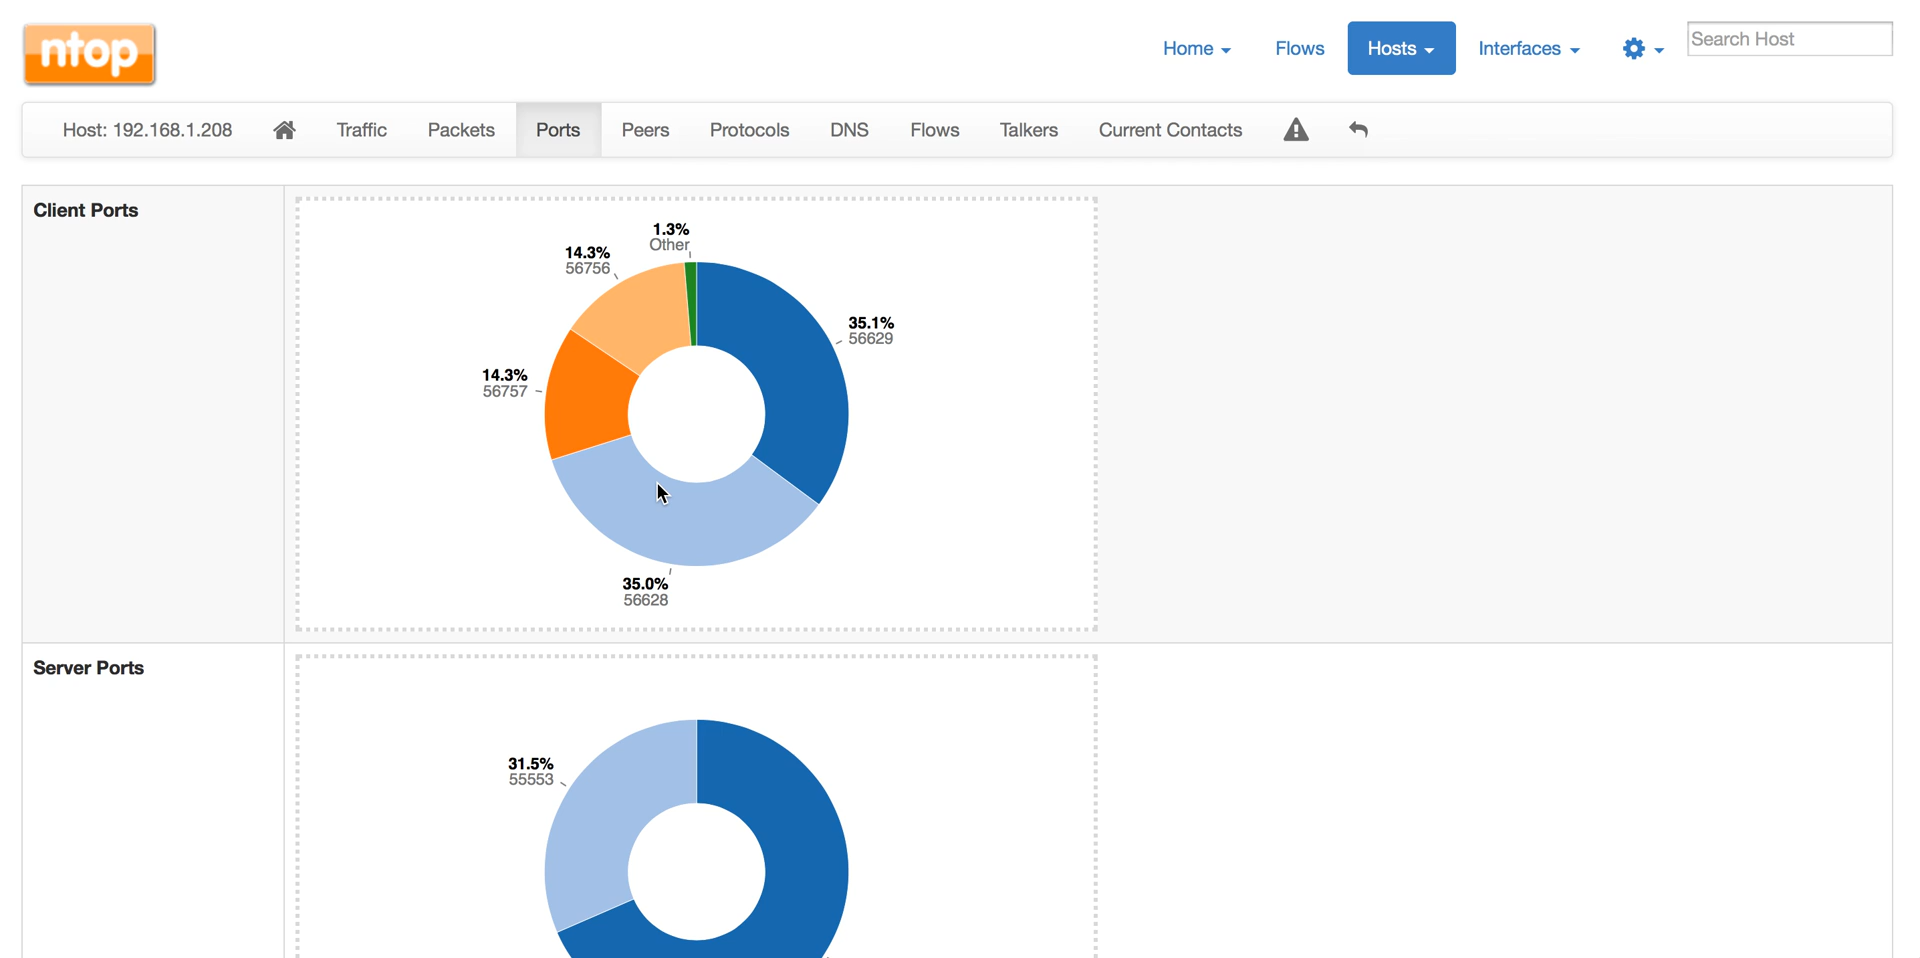 ntop
Home
Flows
Hosts
Interfaces
Search Host
Host: 192.168.1.208
Traffic
Packets
Ports
Peers
Protocols
DNS
Flows
Talkers
Current Contacts
Client Ports
1.3%
Other
14.3%
56756
35.1%
56629
14.3%
56757
35.0%
56628
Server Ports
31.5%
55553